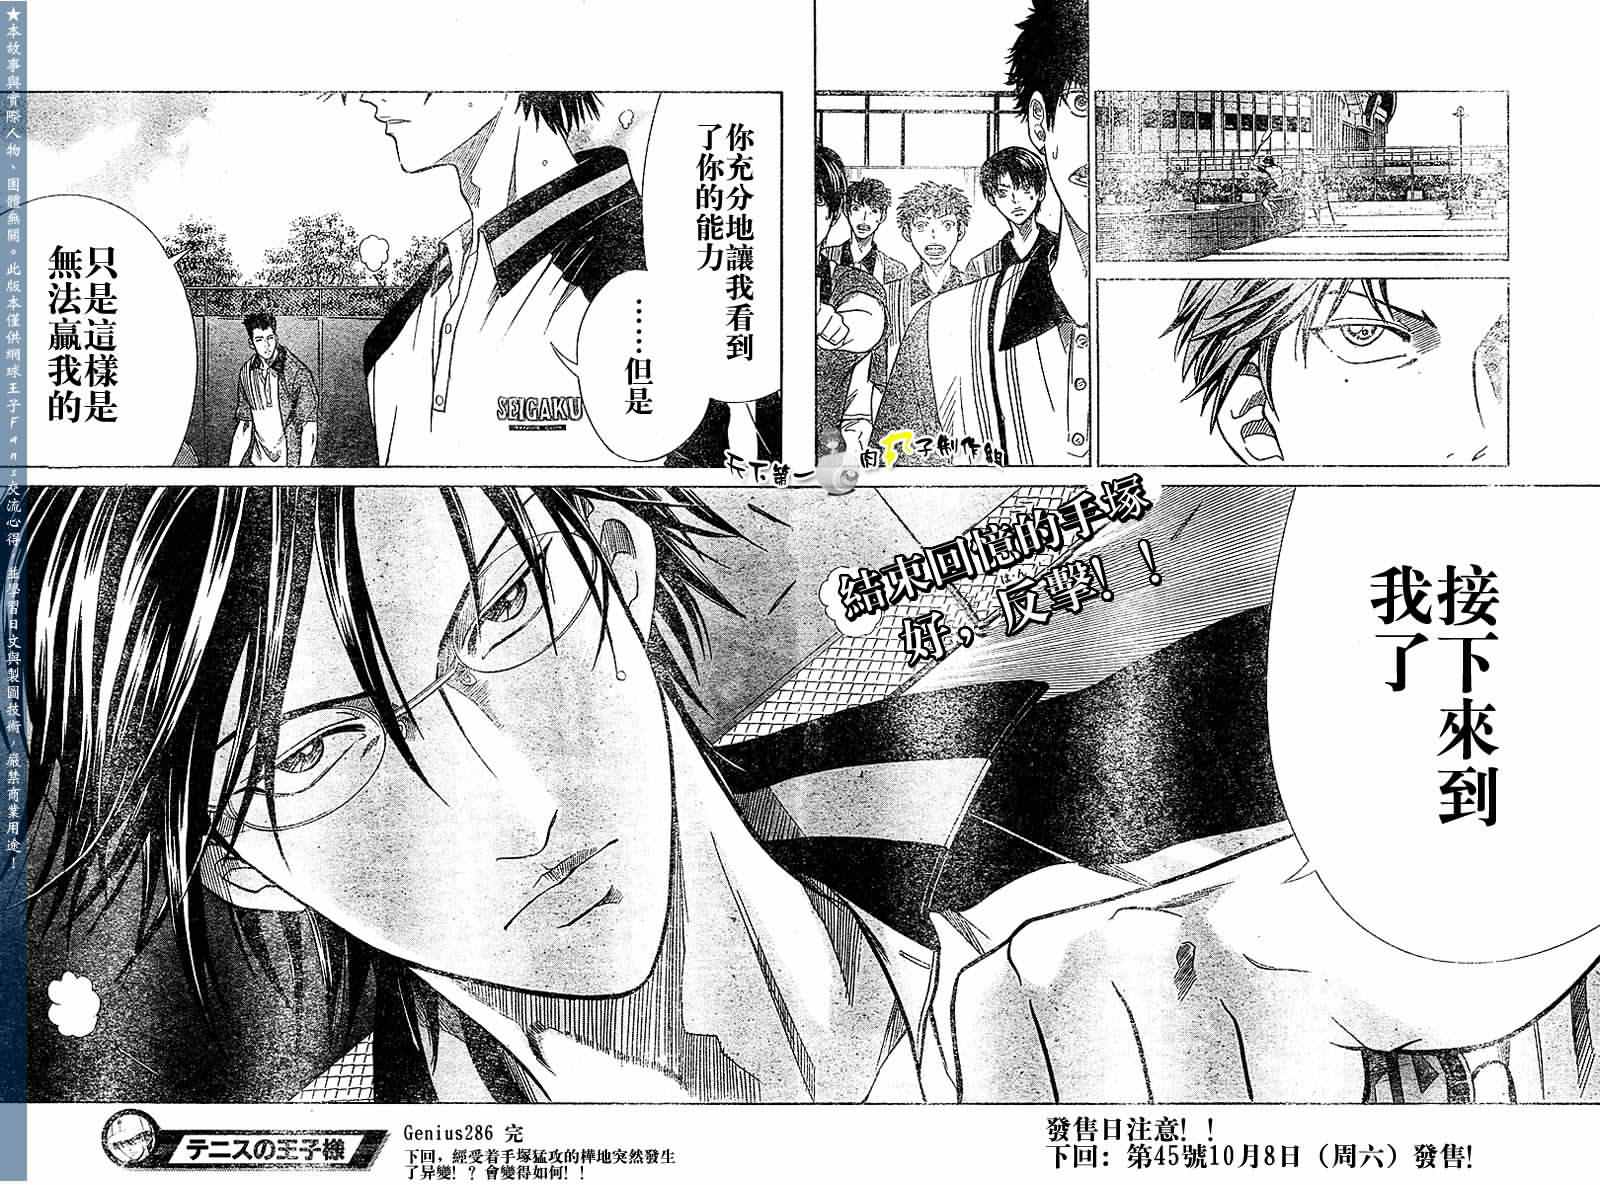 你充分地讓我看到
了你的能力
……但是
只是這樣是
無法贏我的
SEIGAKU
天下第一
肉丸子制作組
結束回憶的手塚
好，反擊！！
接下來到
我了
テニスの王子様
Genius286 完
下回，經受着手塚猛攻的樺地突然發生
了异變!？會變得如何!！
發售日注意!！
下回：第45號10月8日（周六）發售!
★本故事與實際人物、團體無關。此版本僅供網球王子Fans交流心得，並學習日文與製圖技術，嚴禁商業用途！